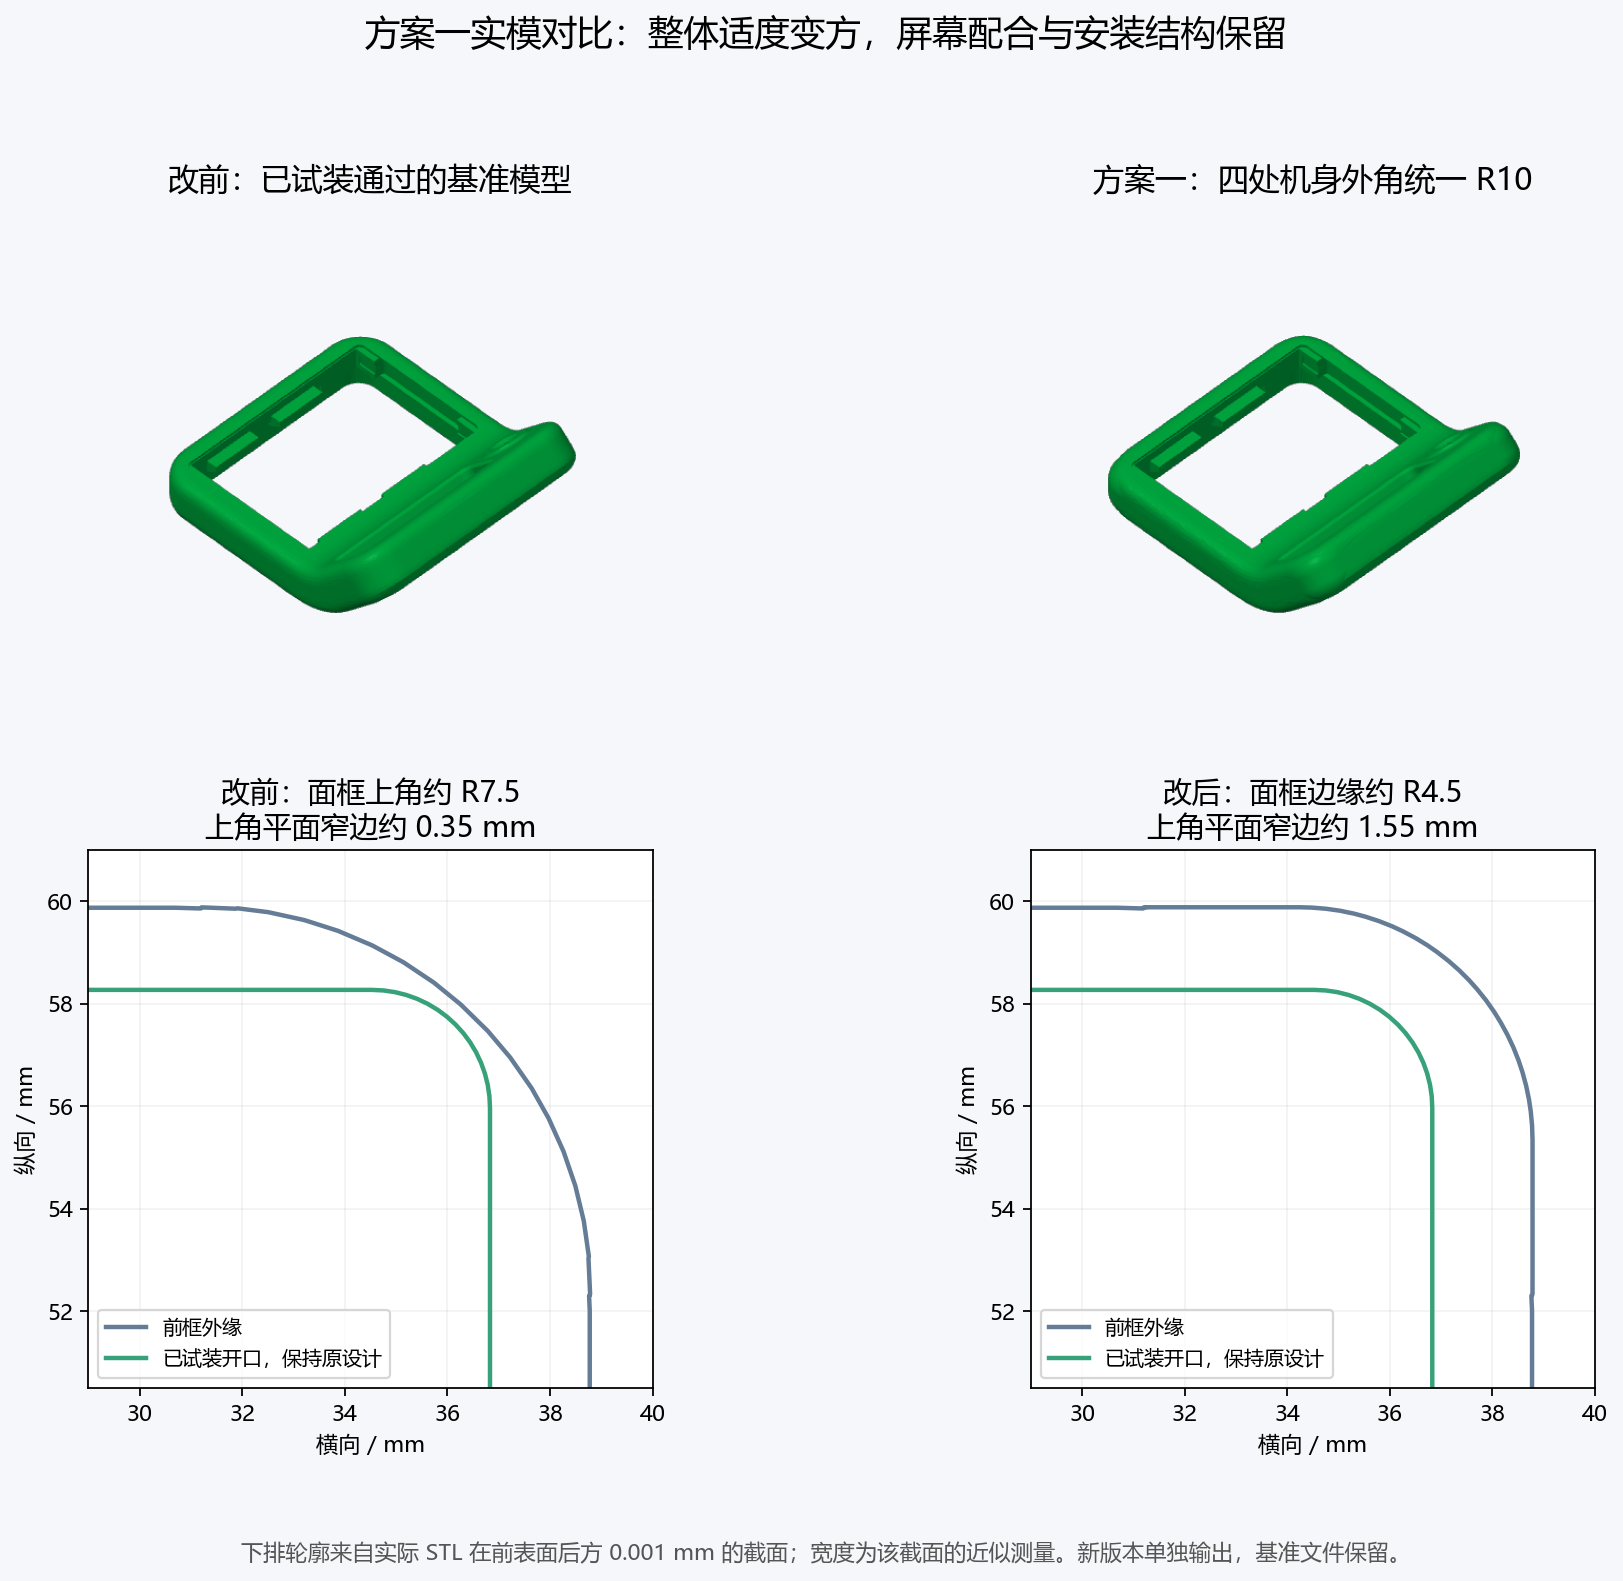 方案一实模对比：整体适度变方，屏幕配合与安装结构保留
改前：已试装通过的基准模型
方案一：四处机身外角统一 R10
改前：面框上角约 R7.5
上角平面窄边约 0.35 mm
60
58
56
54
52
纵向 / mm
前框外缘
已试装开口，保持原设计
30 32 34 36 38 40
横向 / mm
改后：面框边缘约 R4.5
上角平面窄边约 1.55 mm
60
58
56
54
52
纵向 / mm
前框外缘
已试装开口，保持原设计
30 32 34 36 38 40
横向 / mm
下排轮廓来自实际 STL 在前表面后方 0.001 mm 的截面；宽度为该截面的近似测量。新版本单独输出，基准文件保留。